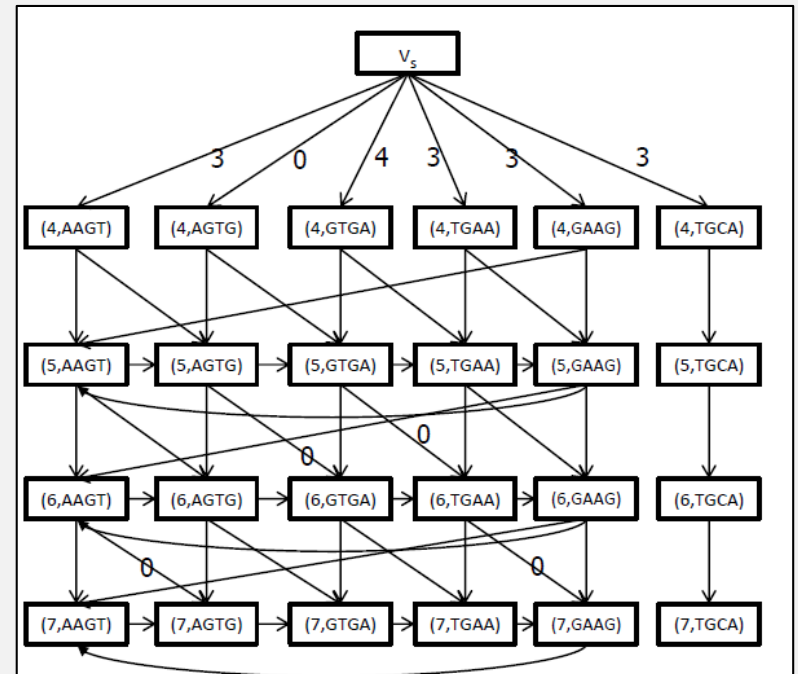 Vs
3 0 4 3 3 3
(4,AAGT) (4,AGTG) (4,GTGA) (4,TGAA) (4,GAAG) (4,TGCA)
(5,AAGT) (5,AGTG) (5,GTGA) (5,TGAA) (5,GAAG) (5,TGCA)
0
0
(6,AAGT) (6,AGTG) (6,GTGA) (6,TGAA) (6,GAAG) (6,TGCA)
0 0
(7,AAGT) (7,AGTG) (7,GTGA) (7,TGAA) (7,GAAG) (7,TGCA)